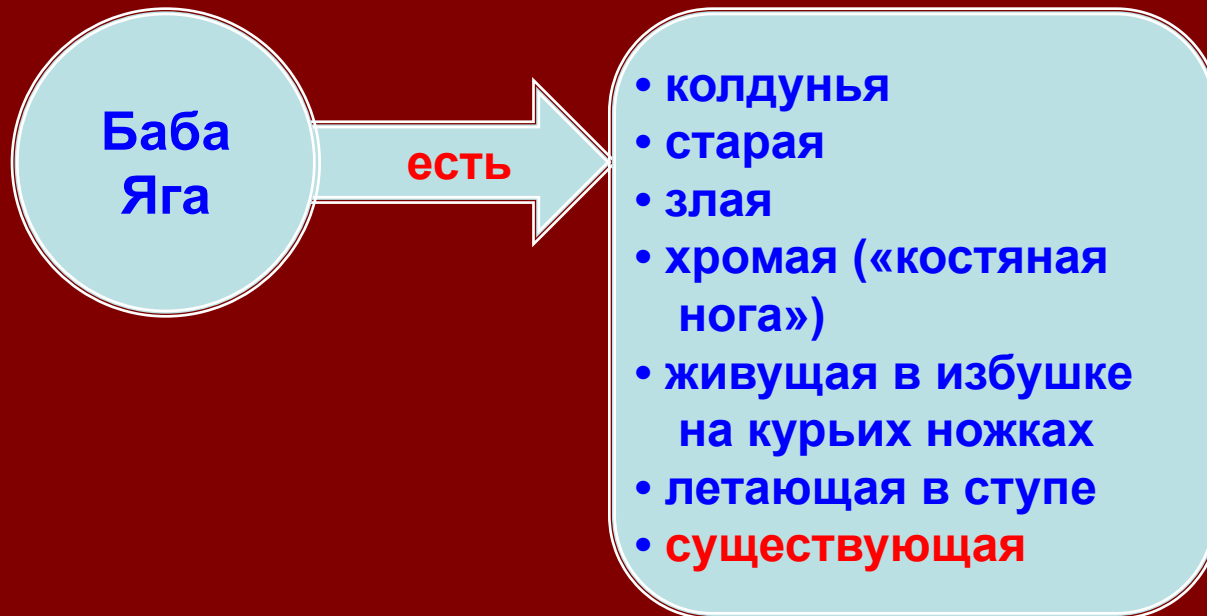 Баба
Яга
есть
• колдунья
• старая
• злая
• хромая («костяная
нога»)
• живущая в избушке
на курьих ножках
• летающая в ступе
• существующая